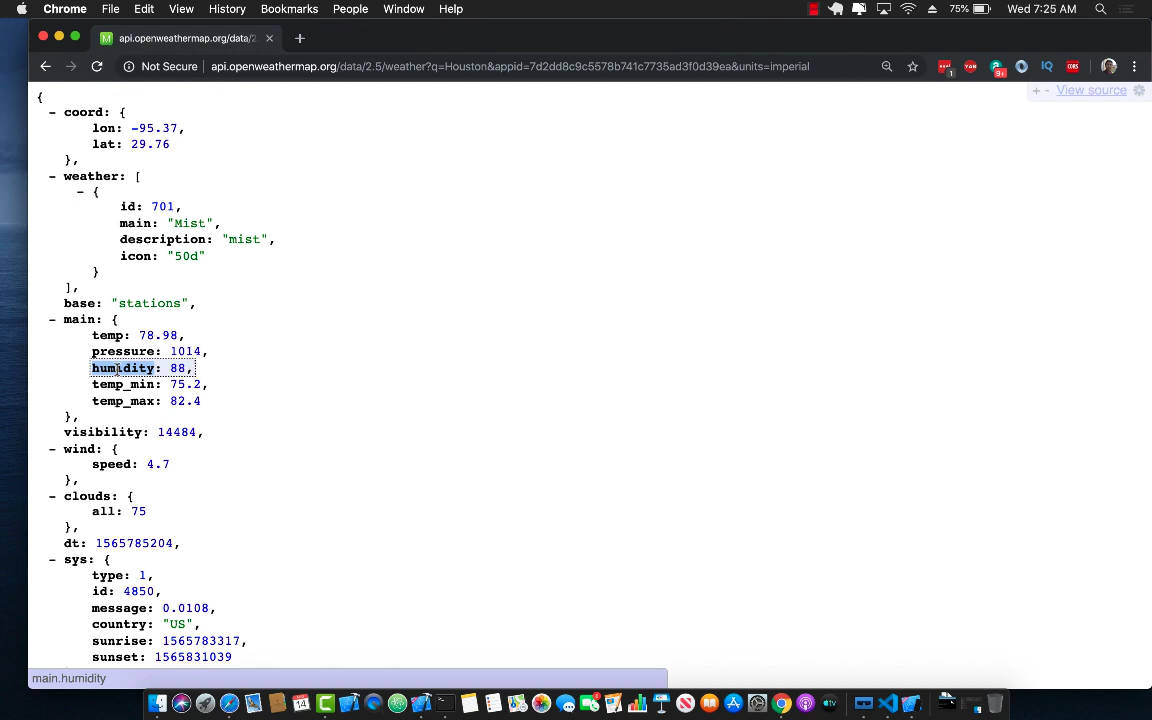 Chrome File Edit View History Bookmarks People Window Help 75% Wed 7:25 AM
api.openweathermap.org/data/2
Not Secure api.openweathermap.org/data/2.5/weather?q=Houston&appid=7d2dd8c9c5578b741c7735ad3f0d39ea&units=imperial
+ - View source
{
- coord: {
lon: -95.37,
lat: 29.76
},
- weather: [
- {
id: 701,
main: "Mist",
description: "mist",
icon: "50d"
}
],
base: "stations",
- main: {
temp: 78.98,
pressure: 1014,
humidity: 88,
temp_min: 75.2,
temp_max: 82.4
},
visibility: 14484,
- wind: {
speed: 4.7
},
- clouds: {
all: 75
},
dt: 1565785204,
- sys: {
type: 1,
id: 4850,
message: 0.0108,
country: "US",
sunrise: 1565783317,
sunset: 1565831039
main.humidity